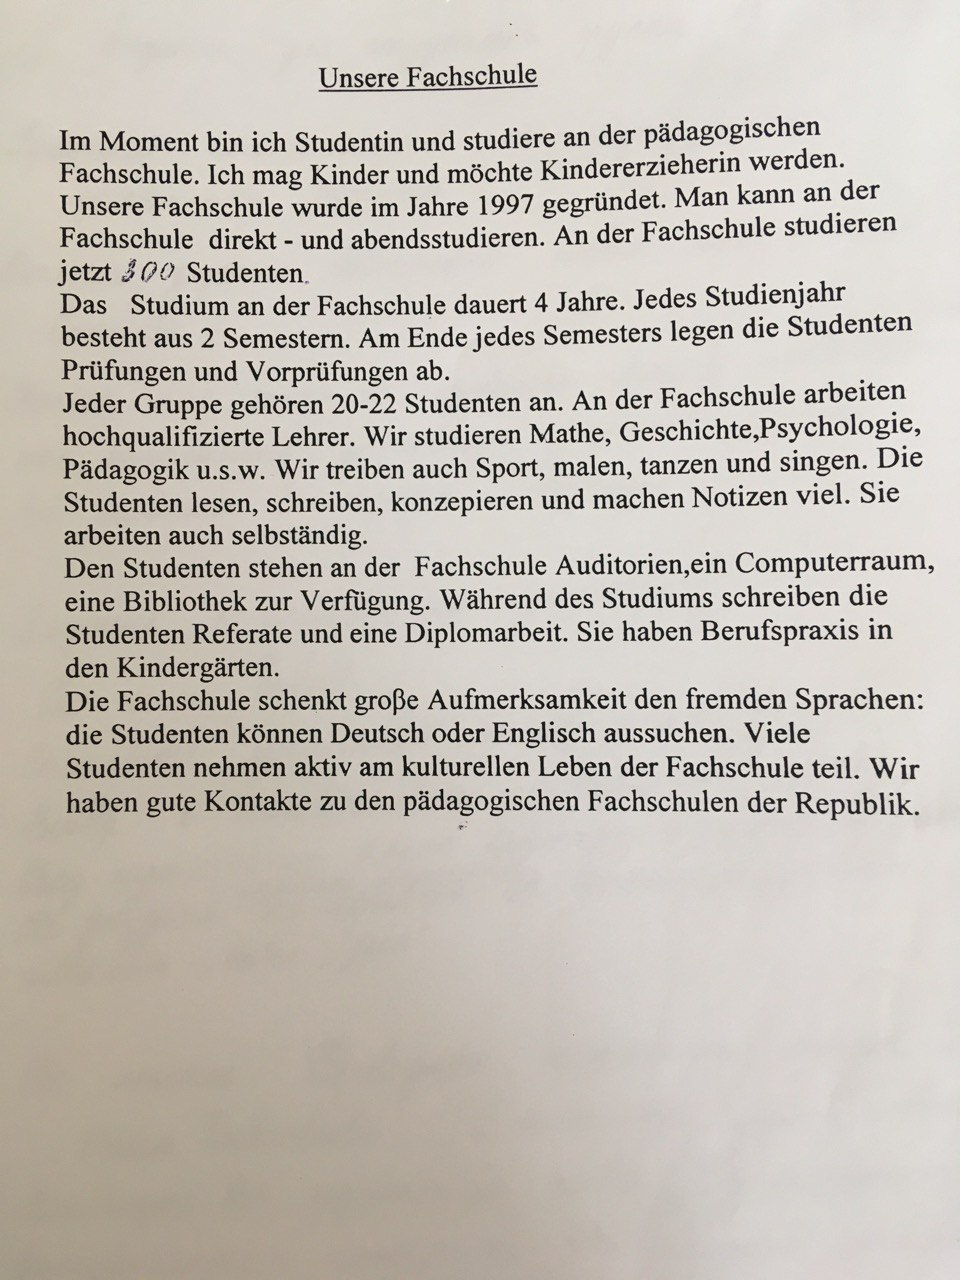 Unsere Fachschule
Im Moment bin ich Studentin und studiere an der pädagogischen
Fachschule. Ich mag Kinder und möchte Kindererzieherin werden.
Unsere Fachschule wurde im Jahre 1997 gegründet. Man kann an der
Fachschule direkt - und abendsstudieren. An der Fachschule studieren
jetzt 300 Studenten.
Das Studium an der Fachschule dauert 4 Jahre. Jedes Studienjahr
besteht aus 2 Semestern. Am Ende jedes Semesters legen die Studenten
Prüfungen und Vorprüfungen ab.
Jeder Gruppe gehören 20-22 Studenten an. An der Fachschule arbeiten
hochqualifizierte Lehrer. Wir studieren Mathe, Geschichte,Psychologie,
Pädagogik u.s.w. Wir treiben auch Sport, malen, tanzen und singen. Die
Studenten lesen, schreiben, konzepieren und machen Notizen viel. Sie
arbeiten auch selbständig.
Den Studenten stehen an der Fachschule Auditorien,ein Computerraum,
eine Bibliothek zur Verfügung. Während des Studiums schreiben die
Studenten Referate und eine Diplomarbeit. Sie haben Berufspraxis in
den Kindergärten.
Die Fachschule schenkt große Aufmerksamkeit den fremden Sprachen:
die Studenten können Deutsch oder Englisch aussuchen. Viele
Studenten nehmen aktiv am kulturellen Leben der Fachschule teil. Wir
haben gute Kontakte zu den pädagogischen Fachschulen der Republik.